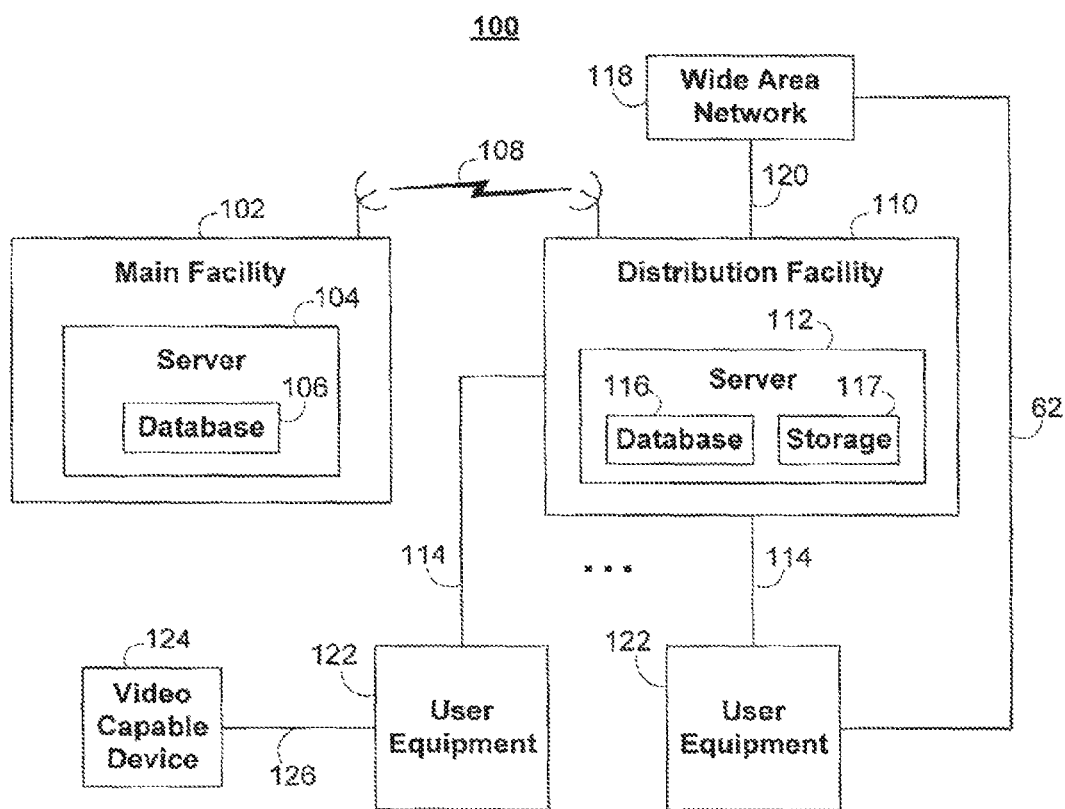 100
118
Wide Area
Network
108
120
102
110
Main Facility
Distribution Facility
104
112
Server
Server
106
116
117
Database
Database
Storage
62
114
. . .
114
124
122
122
Video
Capable
Device
User
Equipment
User
Equipment
126